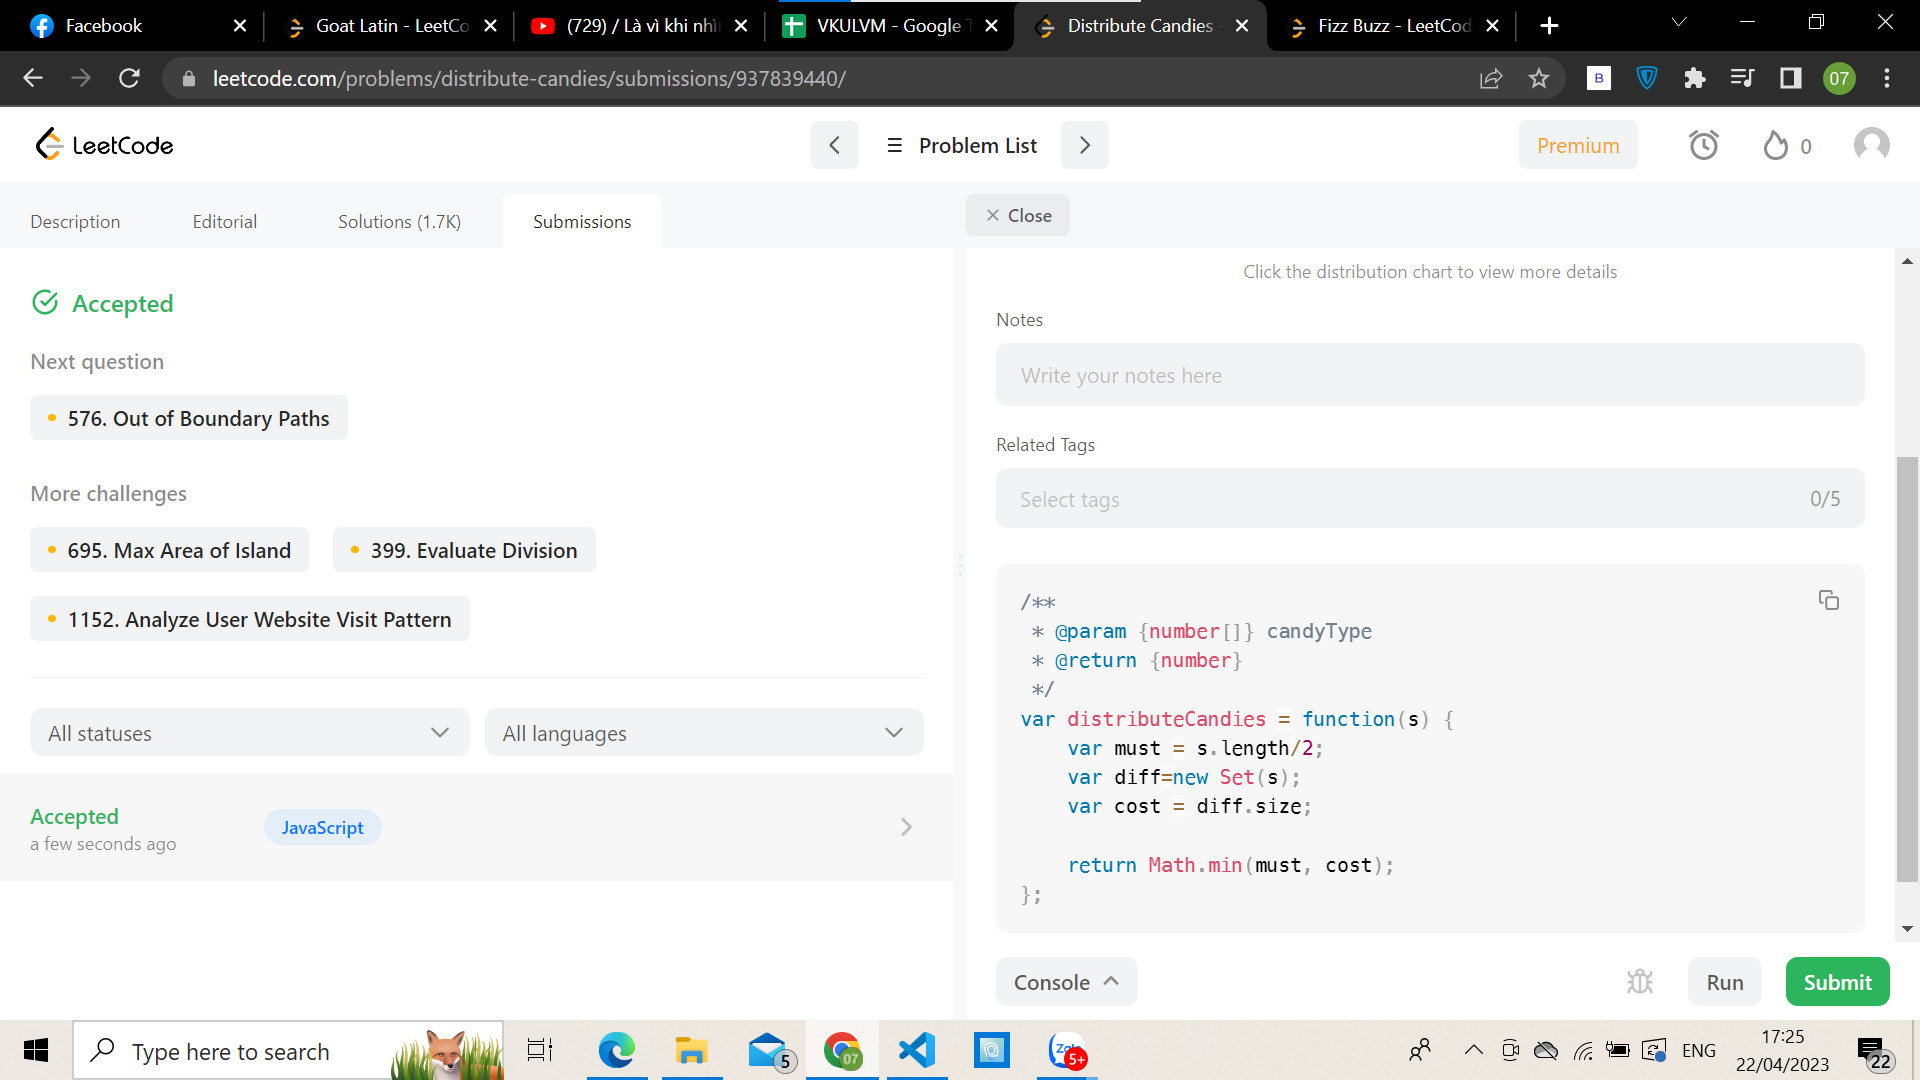 Facebook
Goat Latin - LeetCo
(729) / Là vì khi nhì
VKULVM - Google T
Distribute Candies -
Fizz Buzz - LeetCod
leetcode.com/problems/distribute-candies/submissions/937839440/
B
07
LeetCode
Problem List
Premium
0
Description
Editorial
Solutions (1.7K)
Submissions
Close
Accepted
Next question
576. Out of Boundary Paths
More challenges
695. Max Area of Island
399. Evaluate Division
1152. Analyze User Website Visit Pattern
All statuses
All languages
Accepted
a few seconds ago
JavaScript
Click the distribution chart to view more details
Notes
Write your notes here
Related Tags
Select tags
0/5
/**
 * @param {number[]} candyType
 * @return {number}
 */
var distributeCandies = function(s) {
    var must = s.length/2;
    var diff=new Set(s);
    var cost = diff.size;
    return Math.min(must, cost);
};
Console
Run
Submit
Type here to search
5
07
5+
ENG
17:25
22/04/2023
22